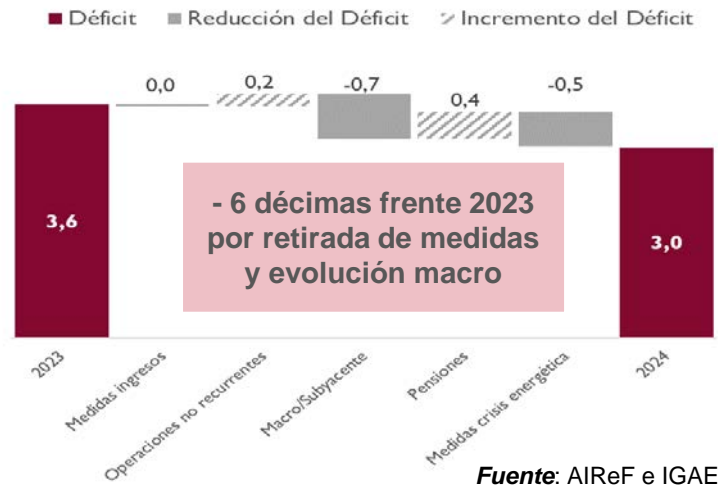 Déficit Reducción del Déficit Incremento del Déficit
0,0 0,2 -0,7 0,4 -0,5
3,6
3,0
- 6 décimas frente 2023
por retirada de medidas
y evolución macro
2023
Medidas ingresos
Operaciones no recurrentes
Macro/Subyacente
Pensiones
Medidas crisis energética
2024
Fuente: AIReF e IGAE